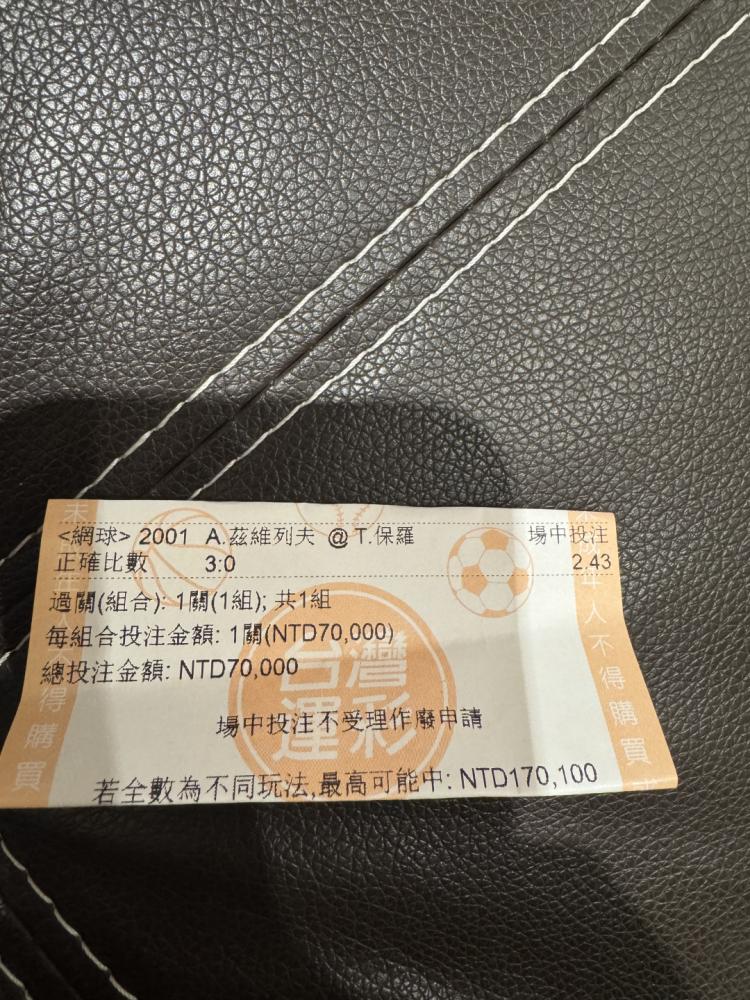 <網球> 2001 A.茲維列夫 @ T.保羅 場中投注
正確比數 3:0 2.43
過關(組合): 1關(1組); 共1組
每組合投注金額: 1關(NTD70,000)
總投注金額: NTD70,000
場中投注不受理作廢申請
若全數為不同玩法,最高可能中: NTD170,100
台灣
運彩
未
得購買
人不得購買